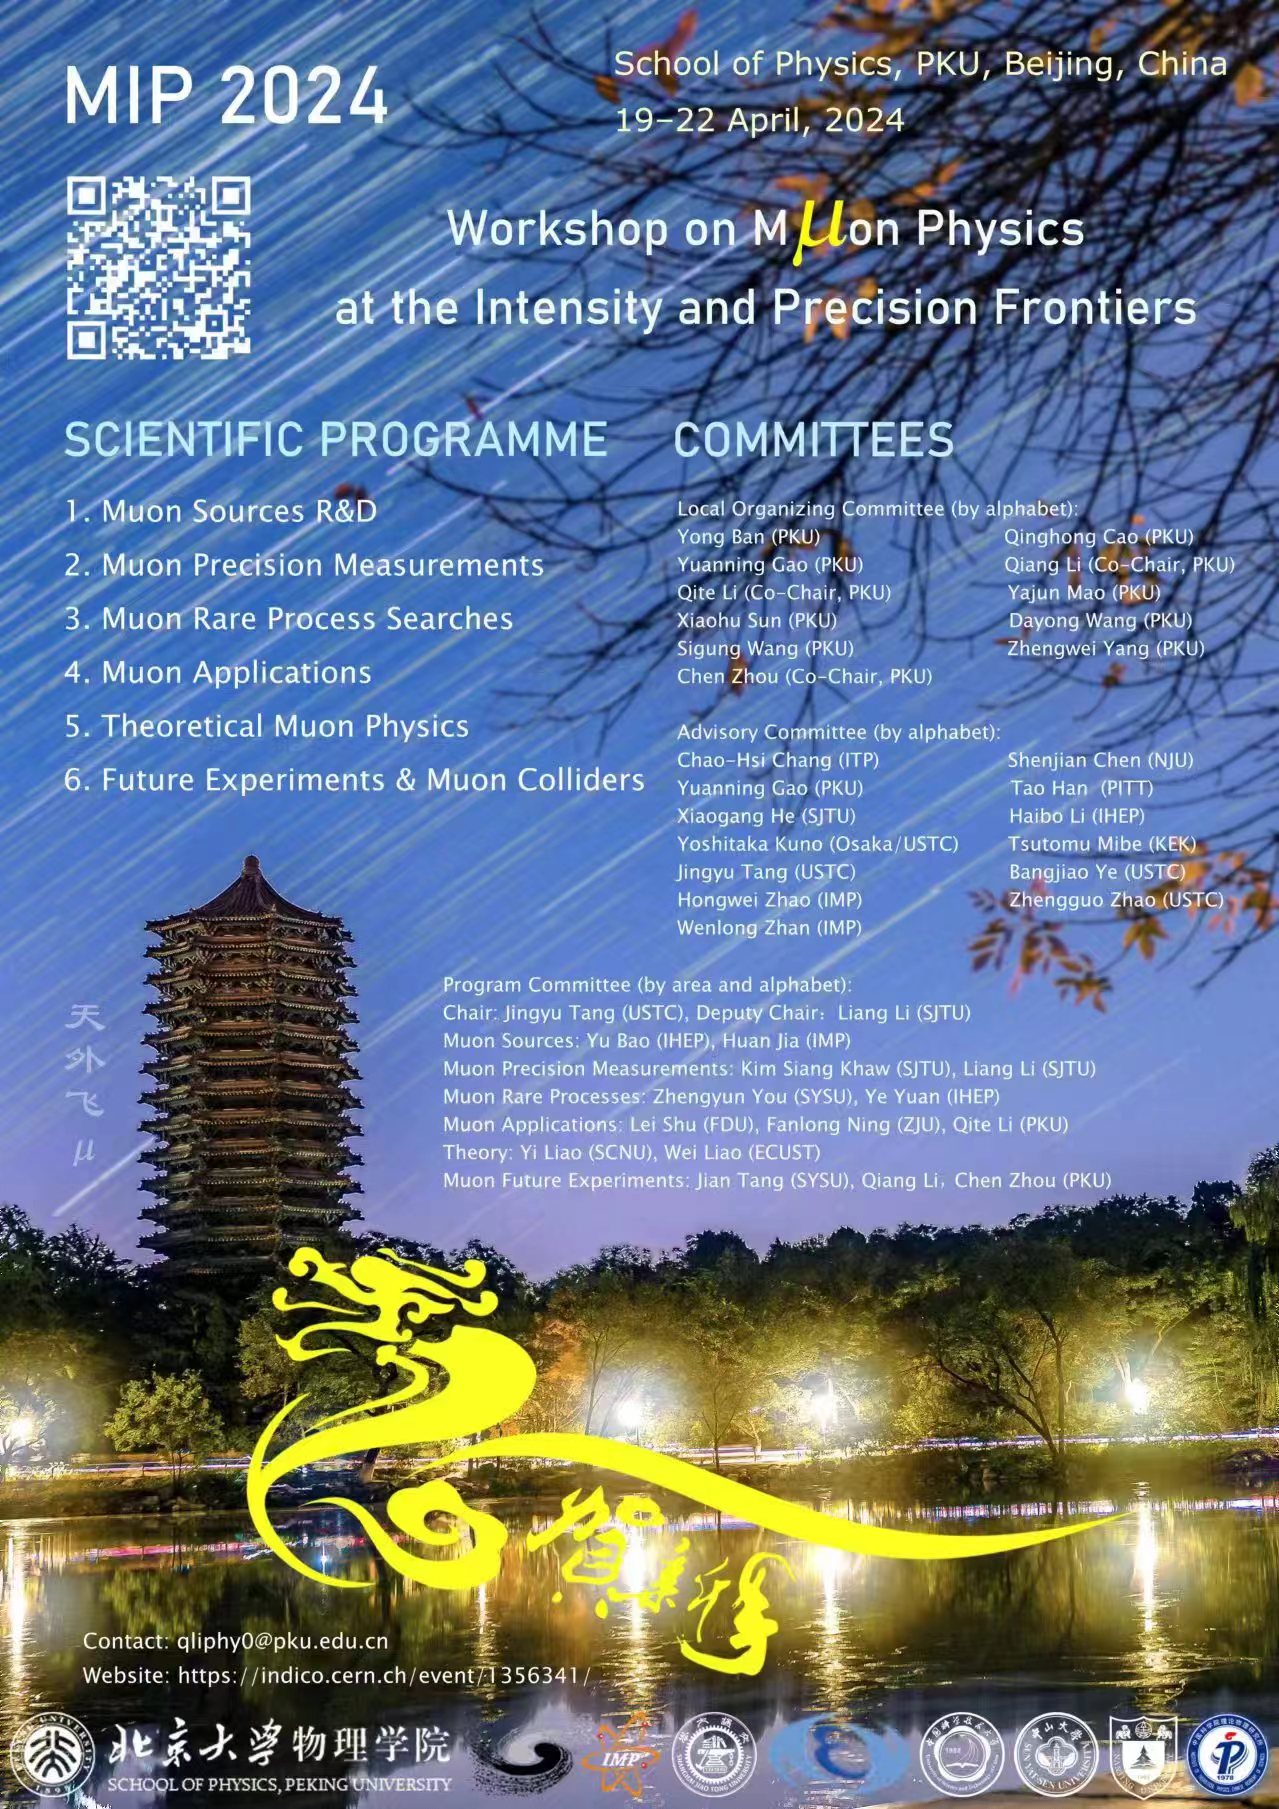 MIP 2024
School of Physics, PKU, Beijing, China
19-22 April, 2024
Workshop on Mμon Physics
at the Intensity and Precision Frontiers
SCIENTIFIC PROGRAMME
1. Muon Sources R&D
2. Muon Precision Measurements
3. Muon Rare Process Searches
4. Muon Applications
5. Theoretical Muon Physics
6. Future Experiments & Muon Colliders
COMMITTEES
Local Organizing Committee (by alphabet):
Yong Ban (PKU) Qinghong Cao (PKU)
Yuanning Gao (PKU) Qiang Li (Co-Chair, PKU)
Qite Li (Co-Chair, PKU) Yajun Mao (PKU)
Xiaohu Sun (PKU) Dayong Wang (PKU)
Sigung Wang (PKU) Zhengwei Yang (PKU)
Chen Zhou (Co-Chair, PKU)
Advisory Committee (by alphabet):
Chao-Hsi Chang (ITP) Shenjian Chen (NJU)
Yuanning Gao (PKU) Tao Han (PITT)
Xiaogang He (SJTU) Haibo Li (IHEP)
Yoshitaka Kuno (Osaka/USTC) Tsutomu Mibe (KEK)
Jingyu Tang (USTC) Bangjiao Ye (USTC)
Hongwei Zhao (IMP) Zhengguo Zhao (USTC)
Wenlong Zhan (IMP)
Program Committee (by area and alphabet):
Chair: Jingyu Tang (USTC), Deputy Chair: Liang Li (SJTU)
Muon Sources: Yu Bao (IHEP), Huan Jia (IMP)
Muon Precision Measurements: Kim Siang Khaw (SJTU), Liang Li (SJTU)
Muon Rare Processes: Zhengyun You (SYSU), Ye Yuan (IHEP)
Muon Applications: Lei Shu (FDU), Fanlong Ning (ZJU), Qite Li (PKU)
Theory: Yi Liao (SCNU), Wei Liao (ECUST)
Muon Future Experiments: Jian Tang (SYSU), Qiang Li, Chen Zhou (PKU)
天外飞μ
Contact: qliphy0@pku.edu.cn
Website: https://indico.cern.ch/event/1356341/
北京大学物理学院
SCHOOL OF PHYSICS, PEKING UNIVERSITY
IMP